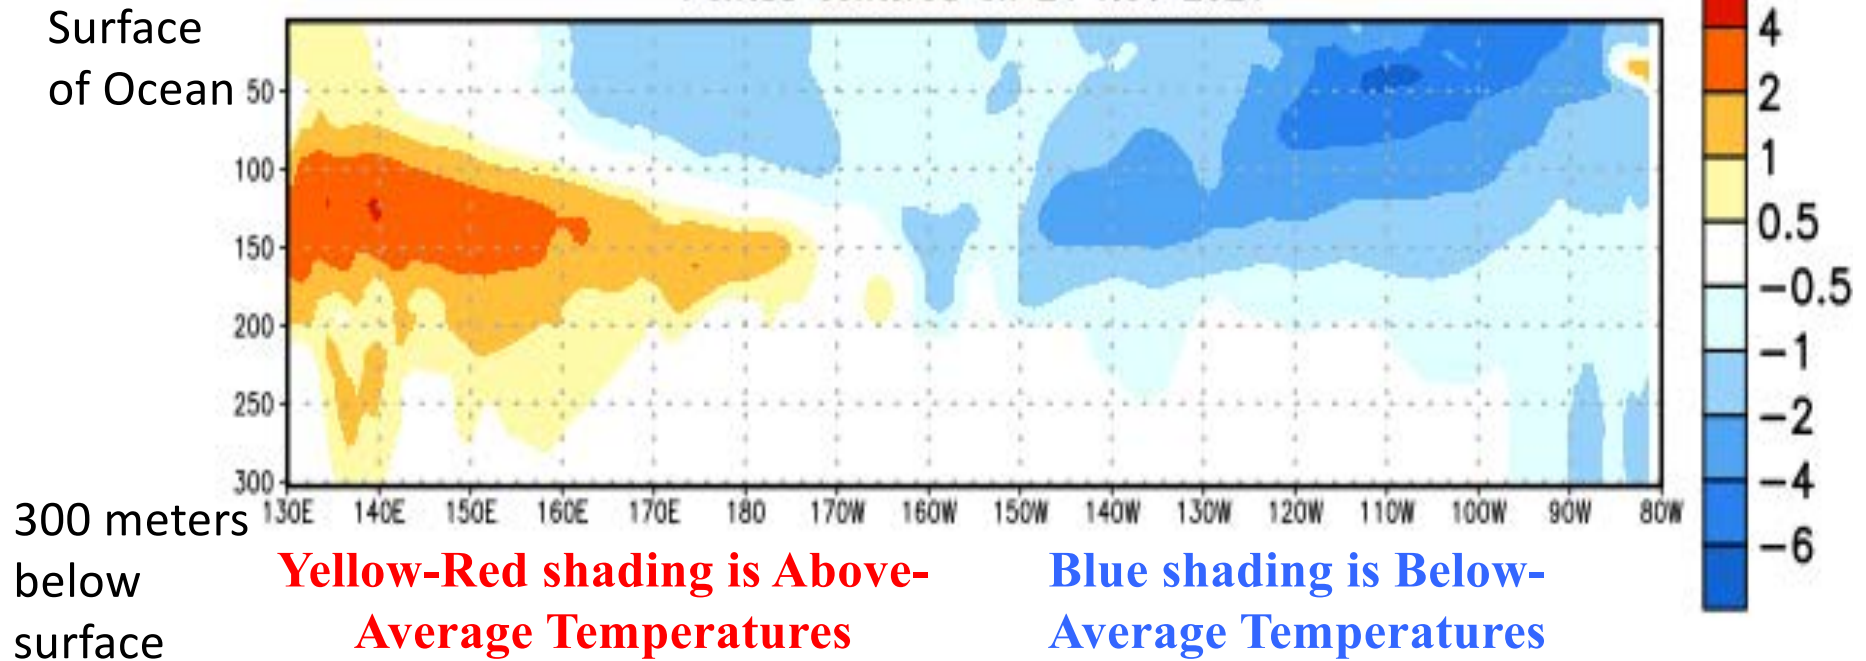 Surface
of Ocean
50
100
150
200
250
300
130E 140E 150E 160E 170E 180 170W 160W 150W 140W 130W 120W 110W 100W 90W 80W
4
2
1
0.5
−0.5
−1
−2
−4
−6
300 meters
below
surface
Yellow-Red shading is Above-
Average Temperatures
Blue shading is Below-
Average Temperatures